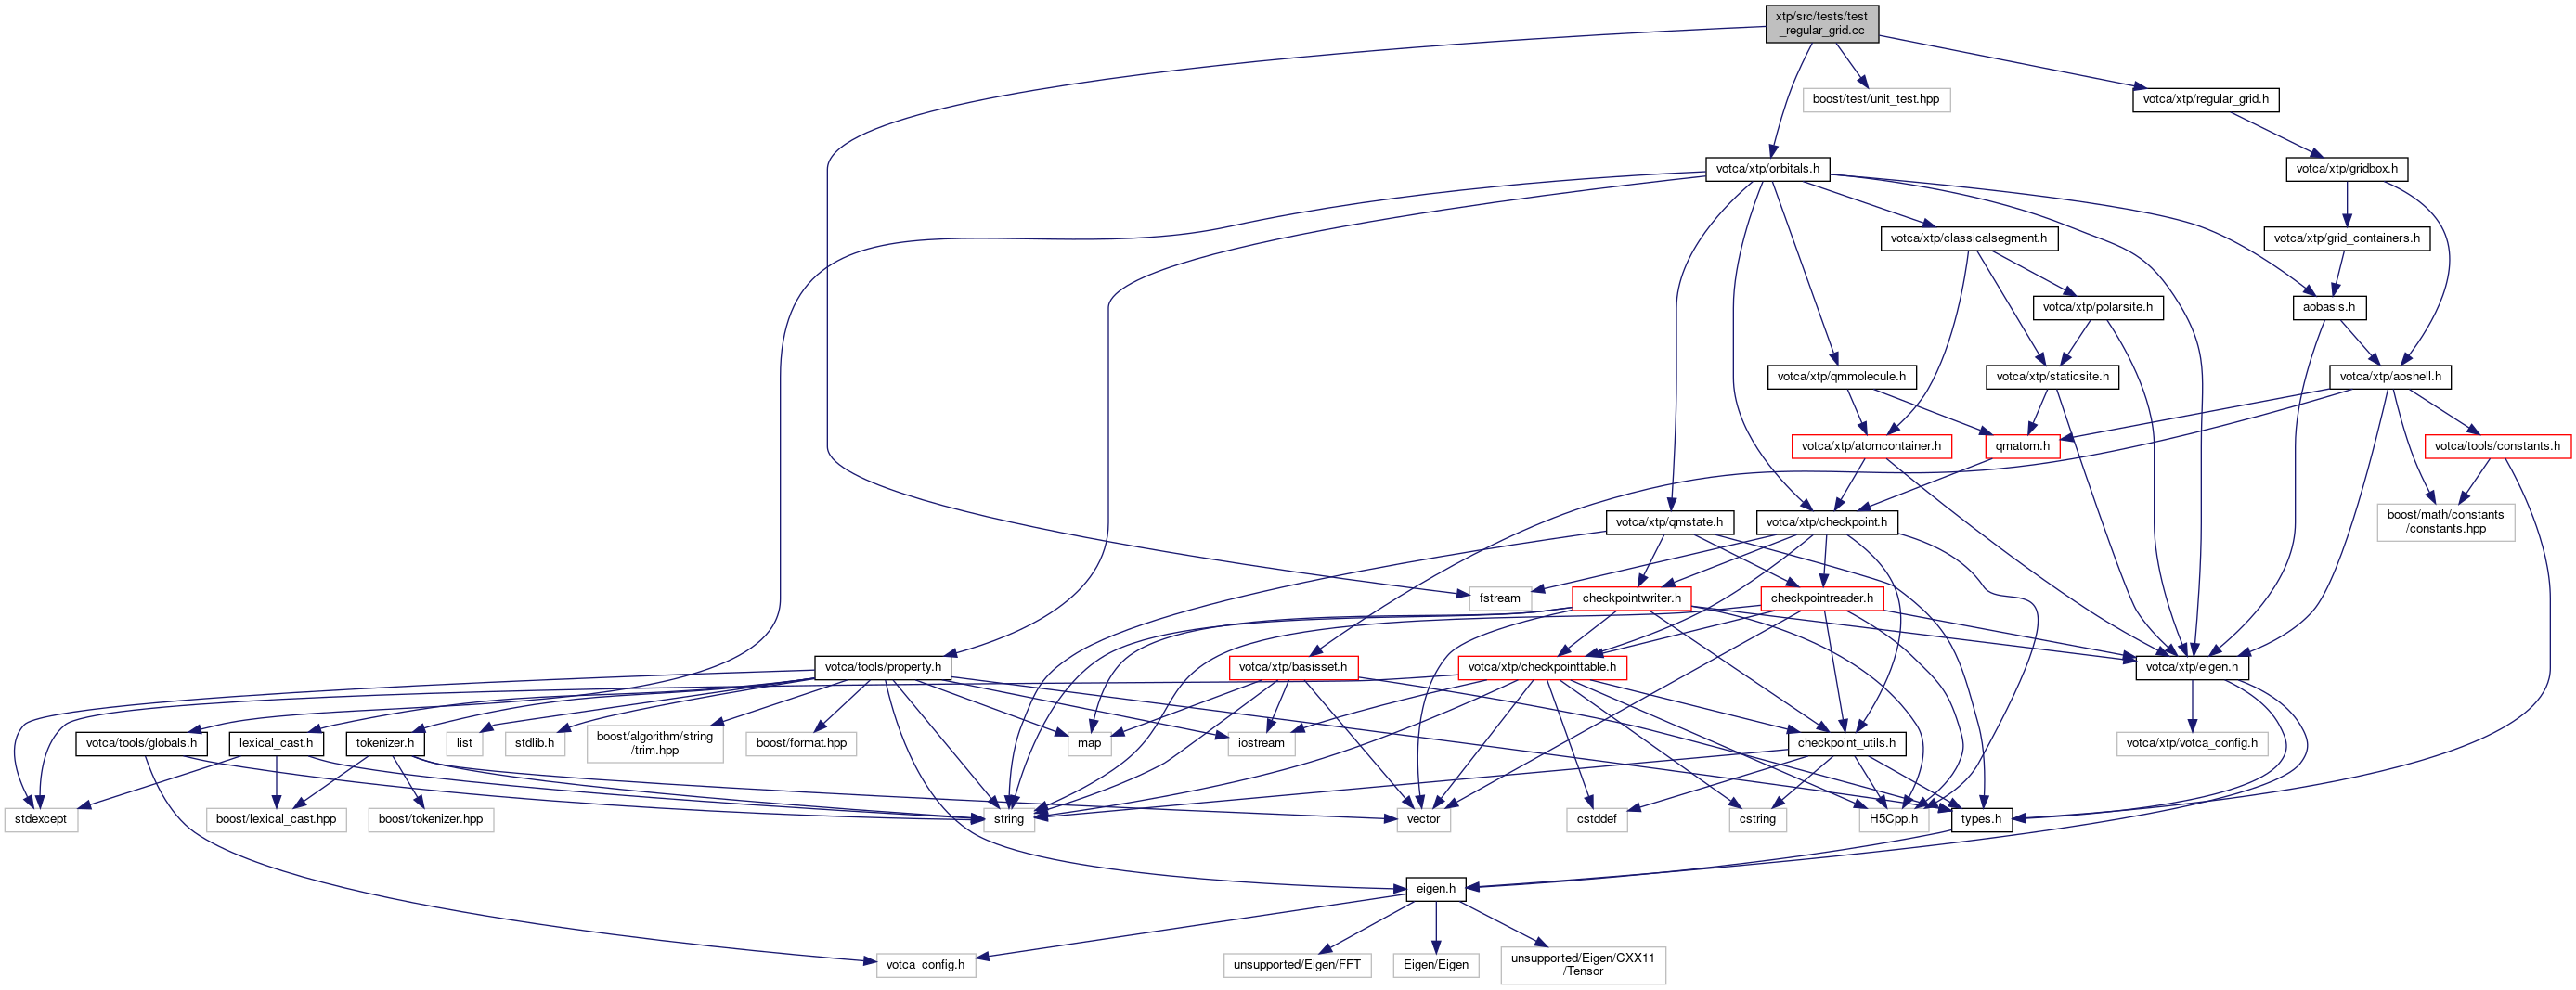 xtp/src/tests/test
_regular_grid.cc
boost/test/unit_test.hpp
votca/xtp/regular_grid.h
votca/xtp/orbitals.h
votca/xtp/gridbox.h
votca/xtp/classicalsegment.h
votca/xtp/grid_containers.h
votca/xtp/polarsite.h
aobasis.h
votca/xtp/qmmolecule.h
votca/xtp/staticsite.h
votca/xtp/aoshell.h
votca/xtp/atomcontainer.h
qmatom.h
votca/tools/constants.h
votca/xtp/qmstate.h
votca/xtp/checkpoint.h
boost/math/constants
/constants.hpp
fstream
checkpointwriter.h
checkpointreader.h
votca/tools/property.h
votca/xtp/basisset.h
votca/xtp/checkpointtable.h
votca/xtp/eigen.h
votca/tools/globals.h
lexical_cast.h
tokenizer.h
list
stdlib.h
boost/algorithm/string
/trim.hpp
boost/format.hpp
map
iostream
checkpoint_utils.h
votca/xtp/votca_config.h
stdexcept
boost/lexical_cast.hpp
boost/tokenizer.hpp
string
vector
cstddef
cstring
H5Cpp.h
types.h
eigen.h
votca_config.h
unsupported/Eigen/FFT
Eigen/Eigen
unsupported/Eigen/CXX11
/Tensor